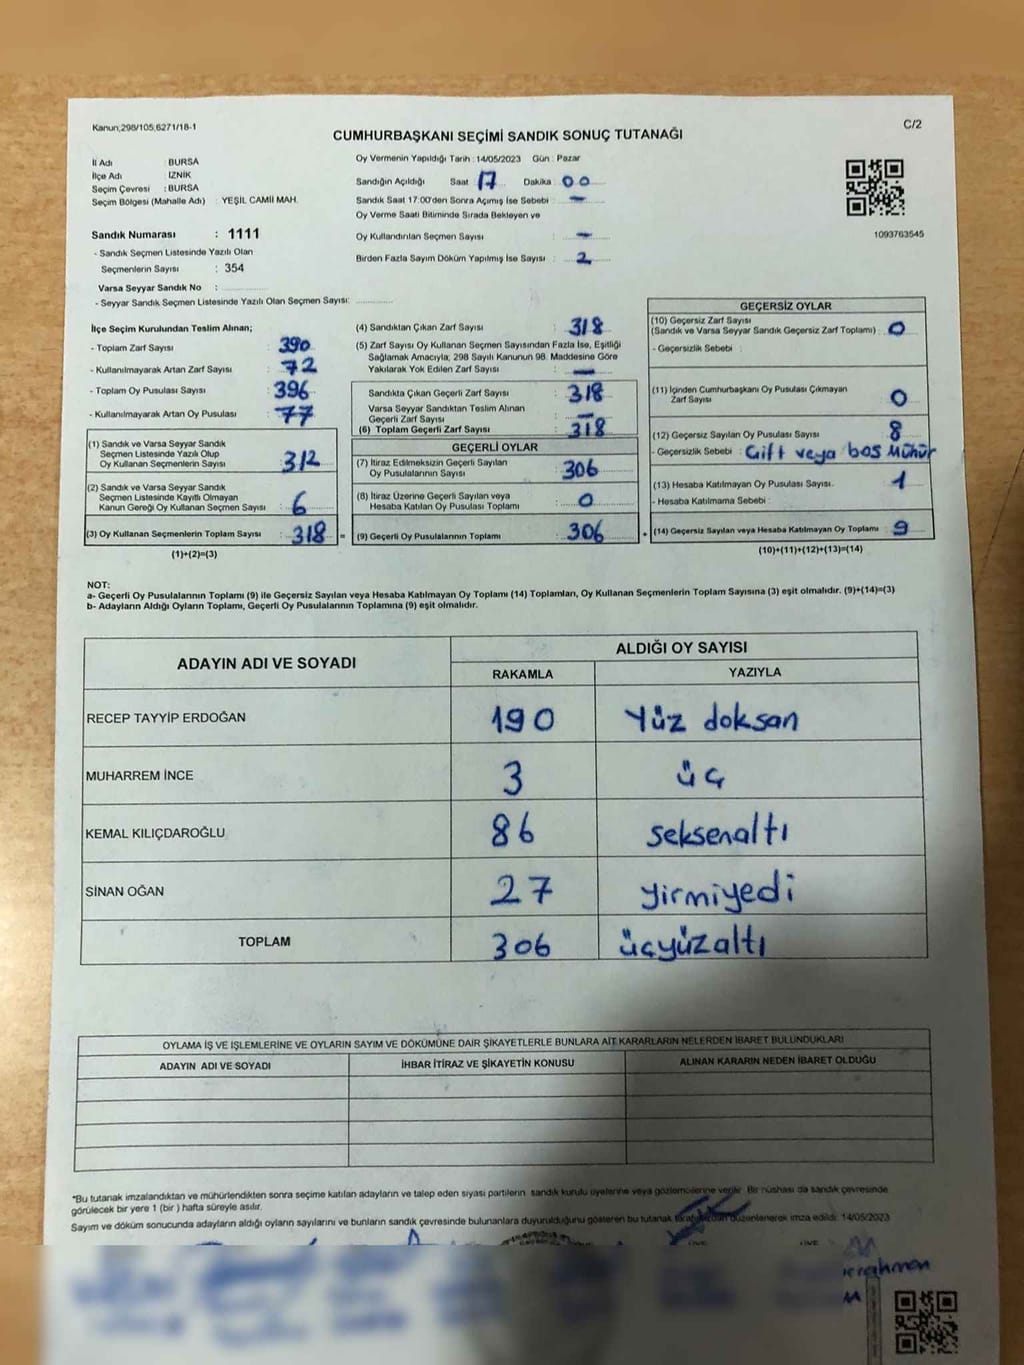 Kanun;298/105,6271/18-1
C/2
CUMHURBAŞKANI SEÇİMİ SANDIK SONUÇ TUTANAĞI
İl Adı : BURSA
İlçe Adı : IZNİK
Seçim Çevresi : BURSA
Seçim Bölgesi (Mahalle Adı) : YEŞİL CAMİİ MAH.
Oy Vermenin Yapıldığı Tarih : 14/05/2023 Gün : Pazar
Sandığın Açıldığı Saat 17 Dakika 00
Sandık Saat 17:00'den Sonra Açımış İse Sebebi : —
Oy Verme Saati Bitiminde Sırada Bekleyen ve
Oy Kullandırılan Seçmen Sayısı : —
Birden Fazla Sayım Döküm Yapılmış İse Sayısı : 2
1093763545
Sandık Numarası : 1111
- Sandık Seçmen Listesinde Yazılı Olan
Seçmenlerin Sayısı : 354
Varsa Seyyar Sandık No :
- Seyyar Sandık Seçmen Listesinde Yazılı Olan Seçmen Sayısı:
İlçe Seçim Kurulundan Teslim Alınan;
- Toplam Zarf Sayısı : 390
- Kullanılmayarak Artan Zarf Sayısı : 72
- Toplam Oy Pusulası Sayısı : 396
- Kullanılmayarak Artan Oy Pusulası : 77
(1) Sandık ve Varsa Seyyar Sandık
Seçmen Listesinde Yazılı Olup
Oy Kullanan Seçmenlerin Sayısı : 312
(2) Sandık ve Varsa Seyyar Sandık
Seçmen Listesinde Kayıtlı Olmayan
Kanun Gereği Oy Kullanan Seçmen Sayısı : 6
(3) Oy Kullanan Seçmenlerin Toplam Sayısı : 318 =
(1)+(2)=(3)
(4) Sandıktan Çıkan Zarf Sayısı : 318
(5) Zarf Sayısı Oy Kullanan Seçmen Sayısından Fazla İse, Eşitliği
Sağlamak Amacıyla, 298 Sayılı Kanunun 98. Maddesine Göre
Yakılarak Yok Edilen Zarf Sayısı : —
Sandıkta Çıkan Geçerli Zarf Sayısı : 318
Varsa Seyyar Sandıktan Teslim Alınan
Geçerli Zarf Sayısı : —
(6) Toplam Geçerli Zarf Sayısı : 318
GEÇERLİ OYLAR
(7) İtiraz Edilmeksizin Geçerli Sayılan
Oy Pusulalarının Sayısı : 306
(8) İtiraz Üzerine Geçerli Sayılan veya
Hesaba Katılan Oy Pusulası Toplamı : 0
(9) Geçerli Oy Pusulalarının Toplamı : 306 +
GEÇERSİZ OYLAR
(10) Geçersiz Zarf Sayısı
(Sandık ve Varsa Seyyar Sandık Geçersiz Zarf Toplamı) : 0
- Geçersizlik Sebebi :
(11) İçinden Cumhurbaşkanı Oy Pusulası Çıkmayan
Zarf Sayısı : 0
(12) Geçersiz Sayılan Oy Pusulası Sayısı : 8
- Geçersizlik Sebebi : Çift veya boş Mühür
(13) Hesaba Katılmayan Oy Pusulası Sayısı. : 1
- Hesaba Katılmama Sebebi :
(14) Geçersiz Sayılan veya Hesaba Katılmayan Oy Toplamı : 9
(10)+(11)+(12)+(13)=(14)
NOT:
a- Geçerli Oy Pusulalarının Toplamı (9) ile Geçersiz Sayılan veya Hesaba Katılmayan Oy Toplamı (14) Toplamları, Oy Kullanan Seçmenlerin Toplam Sayısına (3) eşit olmalıdır. (9)+(14)=(3)
b- Adayların Aldığı Oyların Toplamı, Geçerli Oy Pusulalarının Toplamına (9) eşit olmalıdır.
ADAYIN ADI VE SOYADI
ALDIĞI OY SAYISI
RAKAMLA YAZIYLA
RECEP TAYYİP ERDOĞAN 190 Yüz doksan
MUHARREM İNCE 3 üç
KEMAL KILIÇDAROĞLU 86 seksenaltı
SİNAN OĞAN 27 yirmiyedi
TOPLAM 306 üçyüzaltı
OYLAMA İŞ VE İŞLEMLERİNE VE OYLARIN SAYIM VE DÖKÜMÜNE DAİR ŞİKAYETLERLE BUNLARA AİT KARARLARIN NELERDEN İBARET BULUNDUKLARI
ADAYIN ADI VE SOYADI İHBAR İTİRAZ VE ŞİKAYETİN KONUSU ALINAN KARARIN NEDEN İBARET OLDUĞU
*Bu tutanak imzalandıktan ve mühürlendikten sonra seçime katılan adayların ve talep eden siyasi partilerin sandık kurulu üyelerine veya gözlemcilerine verilir. Bir nüshası da sandık çevresinde
görülecek bir yere 1 (bir ) hafta süreyle asılır.
Sayım ve döküm sonucunda adayların aldığı oyların sayılarını ve bunların sandık çevresinde bulunanlara duyurulduğunu gösteren bu tutanak tarafımızdan düzenlenerek imza edildi. 14/05/2023